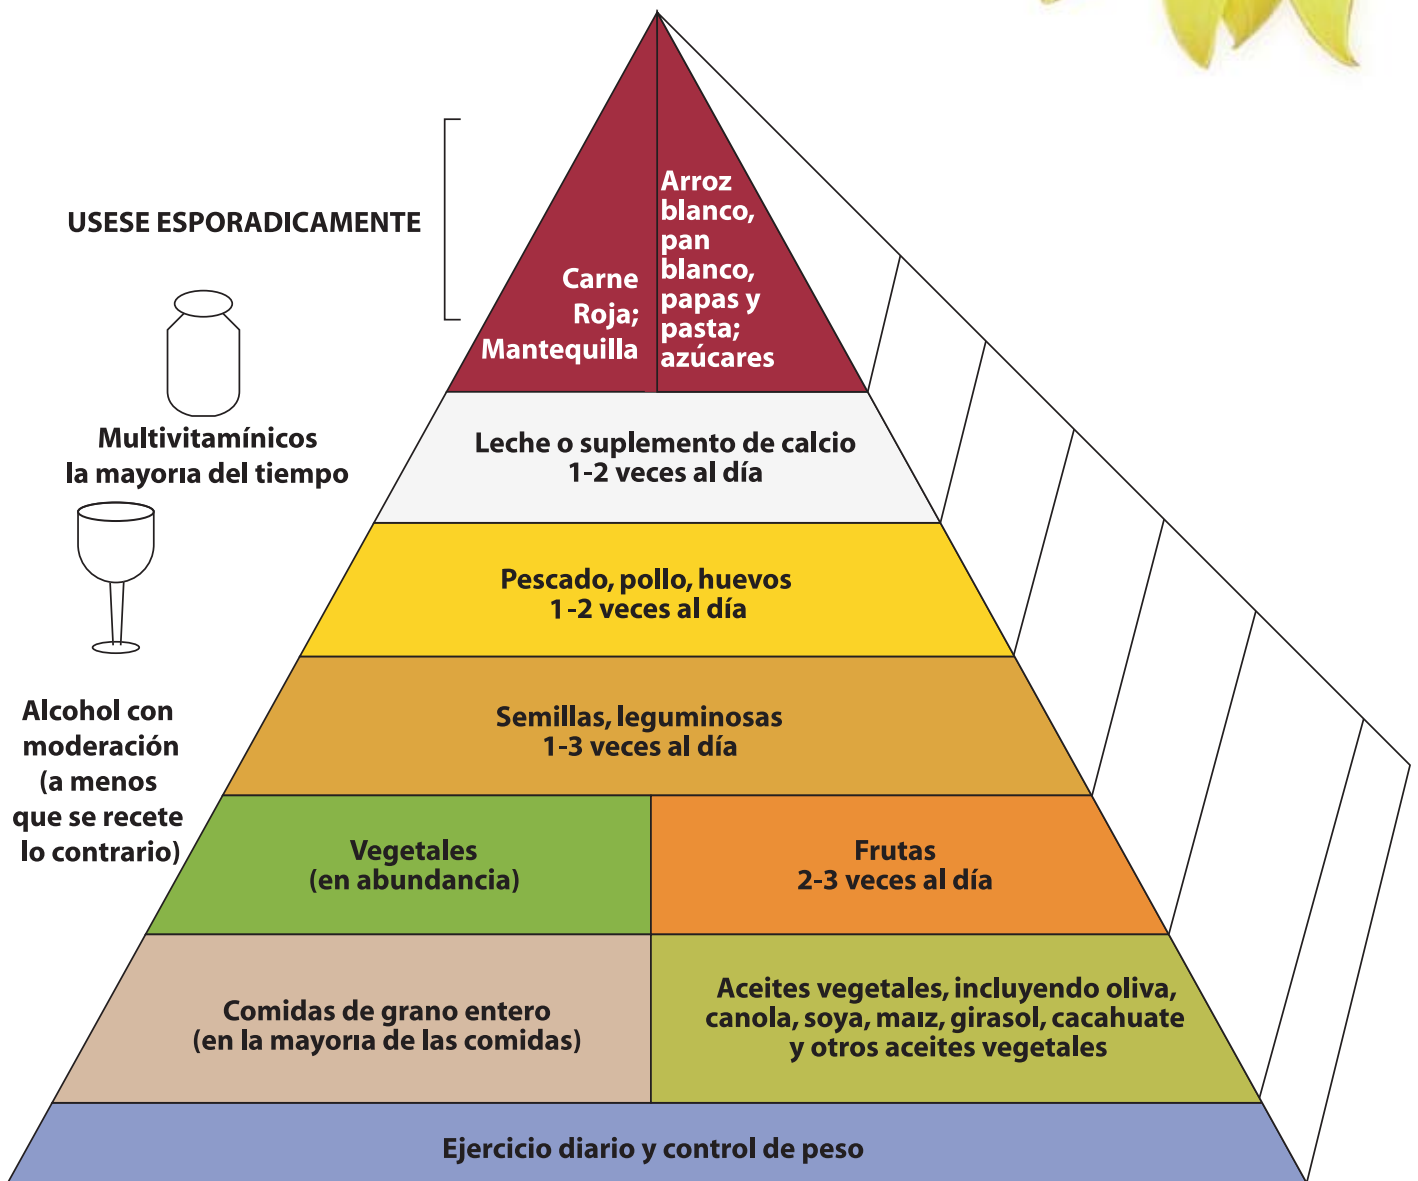 USESE ESPORADICAMENTE
Carne
Roja;
Mantequilla
Arroz
blanco,
pan
blanco,
papas y
pasta;
azúcares
Multivitamínicos
la mayorıa del tiempo
Leche o suplemento de calcio
1-2 veces al día
Pescado, pollo, huevos
1-2 veces al día
Alcohol con
moderación
(a menos
que se recete
lo contrario)
Semillas, leguminosas
1-3 veces al día
Vegetales
(en abundancia)
Frutas
2-3 veces al día
Comidas de grano entero
(en la mayorıa de las comidas)
Aceites vegetales, incluyendo oliva,
canola, soya, maız, girasol, cacahuate
y otros aceites vegetales
Ejercicio diario y control de peso